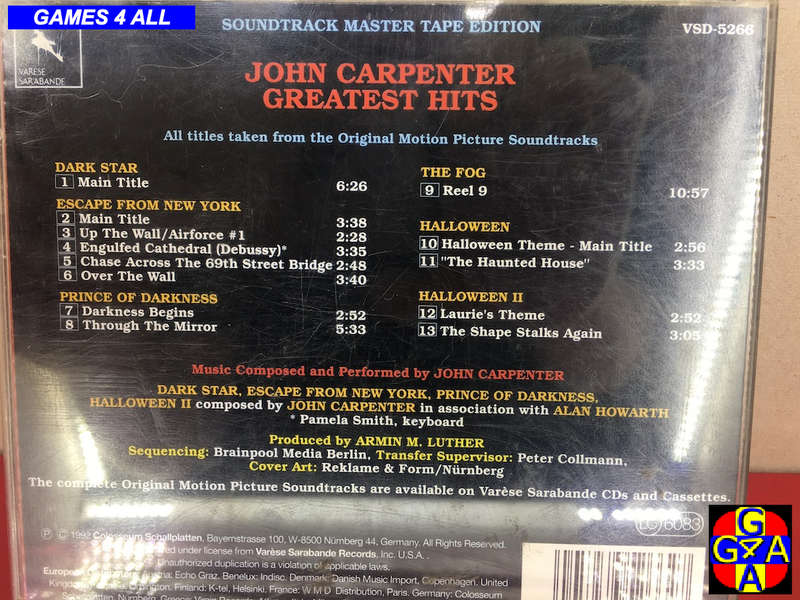 GAMES 4 ALL
SOUNDTRACK MASTER TAPE EDITION
VSD-5266
VARÈSE
SARABANDE
JOHN CARPENTER
GREATEST HITS
All titles taken from the Original Motion Picture Soundtracks
DARK STAR
1 Main Title 6:26
ESCAPE FROM NEW YORK
2 Main Title 3:38
3 Up The Wall/Airforce #1 2:28
4 Engulfed Cathedral (Debussy)* 3:35
5 Chase Across The 69th Street Bridge 2:48
6 Over The Wall 3:40
PRINCE OF DARKNESS
7 Darkness Begins 2:52
8 Through The Mirror 5:33
THE FOG
9 Reel 9 10:57
HALLOWEEN
10 Halloween Theme - Main Title 2:56
11 "The Haunted House" 3:33
HALLOWEEN II
12 Laurie's Theme 2:52
13 The Shape Stalks Again 3:05
Music Composed and Performed by JOHN CARPENTER
DARK STAR, ESCAPE FROM NEW YORK, PRINCE OF DARKNESS,
HALLOWEEN II composed by JOHN CARPENTER in association with ALAN HOWARTH
* Pamela Smith, keyboard
Produced by ARMIN M. LUTHER
Sequencing: Brainpool Media Berlin, Transfer Supervisor: Peter Collmann,
Cover Art: Reklame & Form/Nürnberg
The complete Original Motion Picture Soundtracks are available on Varèse Sarabande CDs and Cassettes.
LC 6083
℗ © 1992 Colosseum Schallplatten, Bayernstrasse 100, W-8500 Nürnberg 44, Germany. All Rights Reserved.
under license from Varèse Sarabande Records, Inc. U.S.A. .
Unauthorized duplication is a violation of applicable laws.
European Austria: Echo Graz. Benelux: Indisc. Denmark: Danish Music Import, Copenhagen. United
Finland: K-tel, Helsinki. France: W M D Distribution, Paris. Germany: Colosseum
Nürnberg.
G
G4A
A